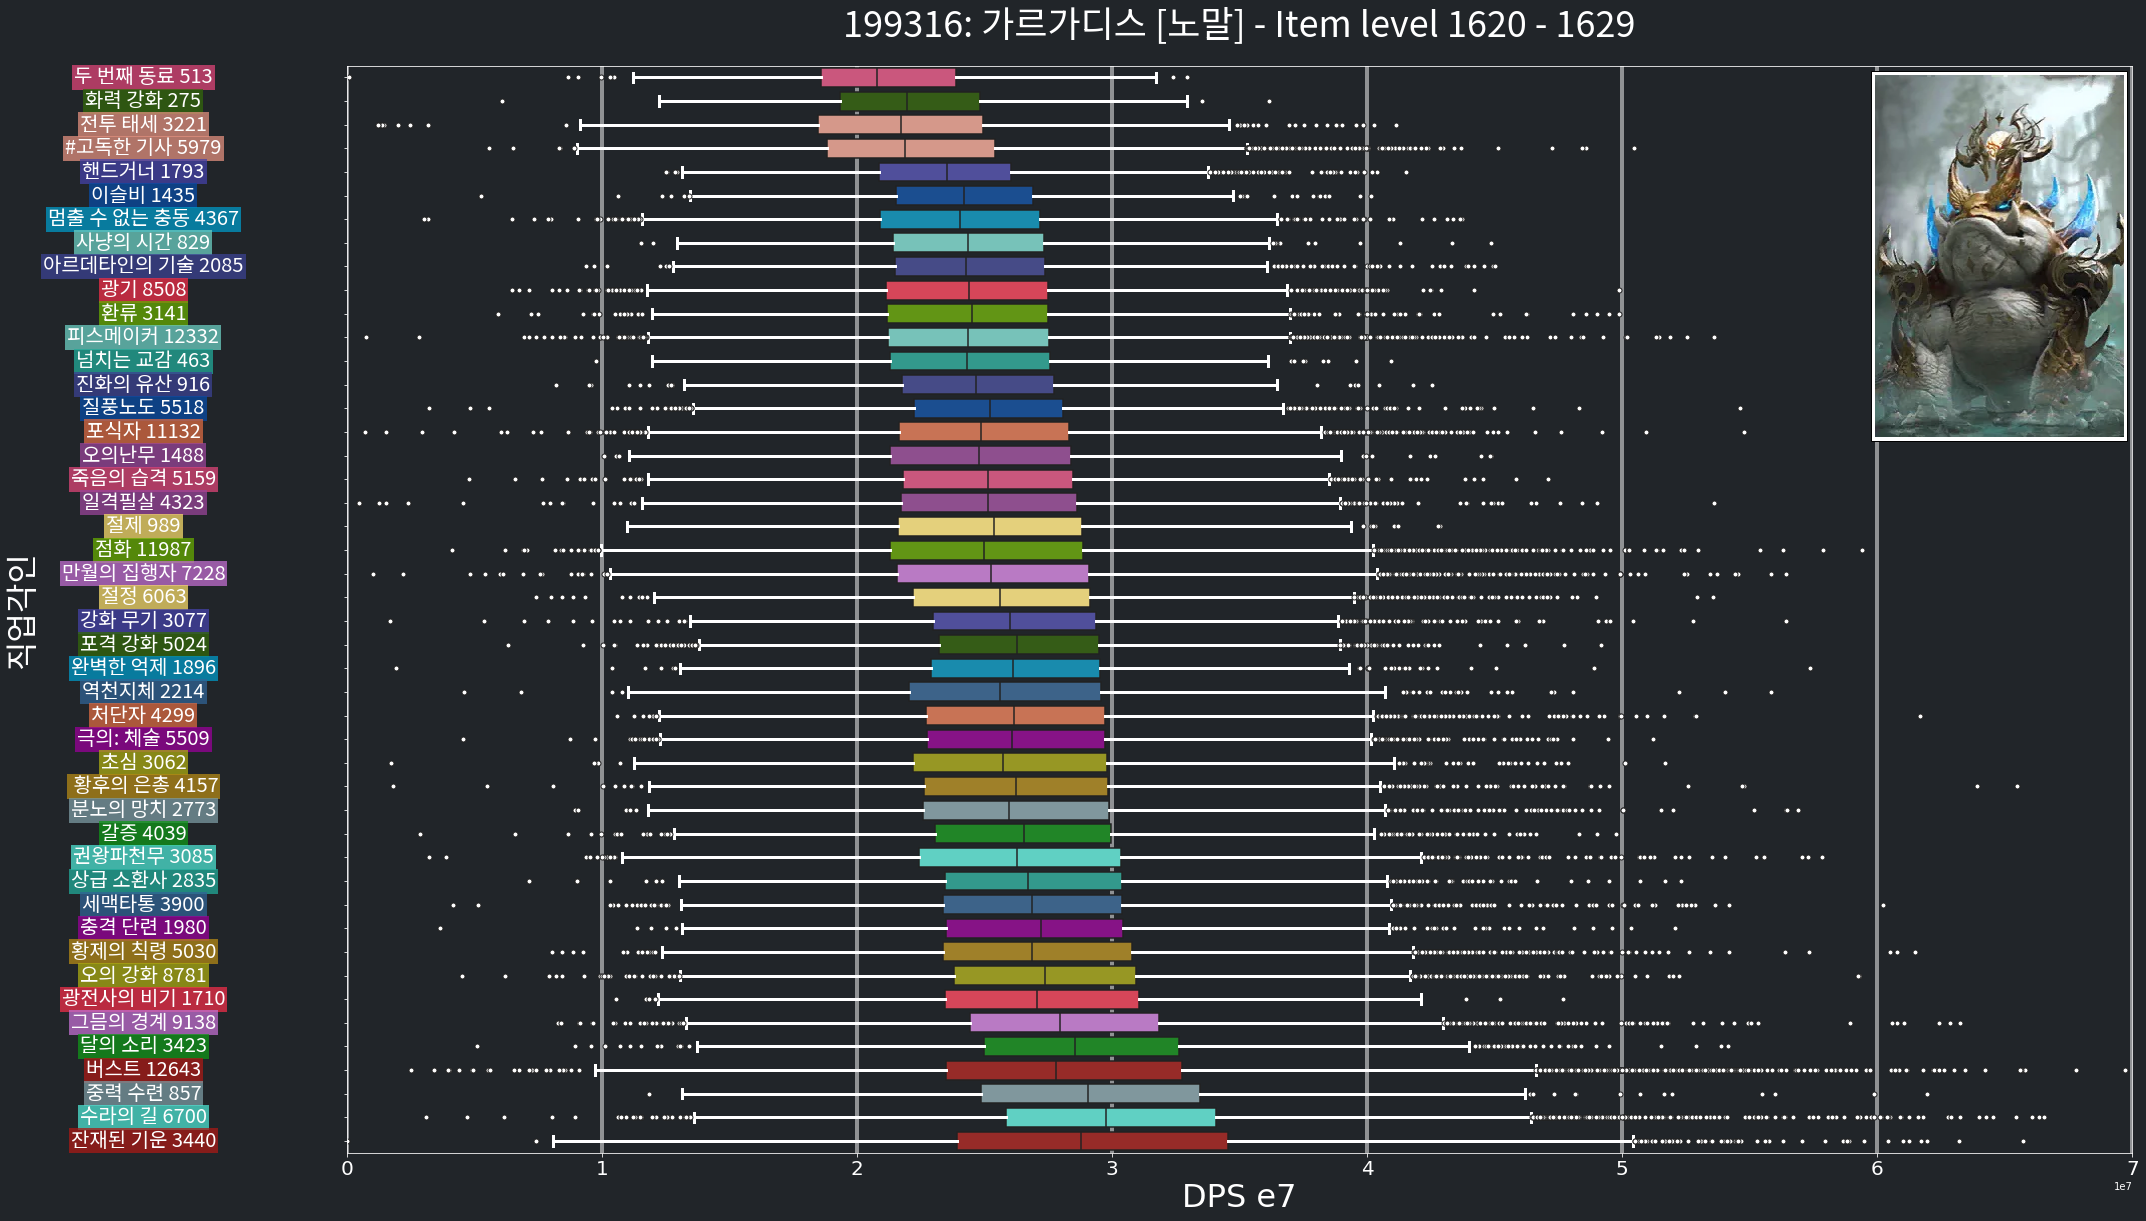 199316: 가르가디스 [노말] - Item level 1620 - 1629
두 번째 동료 513
화력 강화 275
전투 태세 3221
#고독한 기사 5979
핸드거너 1793
이슬비 1435
멈출 수 없는 충동 4367
사냥의 시간 829
아르데타인의 기술 2085
광기 8508
환류 3141
피스메이커 12332
넘치는 교감 463
진화의 유산 916
질풍노도 5518
포식자 11132
오의난무 1488
죽음의 습격 5159
일격필살 4323
절제 989
점화 11987
만월의 집행자 7228
절정 6063
강화 무기 3077
포격 강화 5024
완벽한 억제 1896
역천지체 2214
처단자 4299
극의: 체술 5509
초심 3062
황후의 은총 4157
분노의 망치 2773
갈증 4039
권왕파천무 3085
상급 소환사 2835
세맥타통 3900
충격 단련 1980
황제의 칙령 5030
오의 강화 8781
광전사의 비기 1710
그믐의 경계 9138
달의 소리 3423
버스트 12643
중력 수련 857
수라의 길 6700
잔재된 기운 3440
직업각인
0 1 2 3 4 5 6 7
1e7
DPS e7